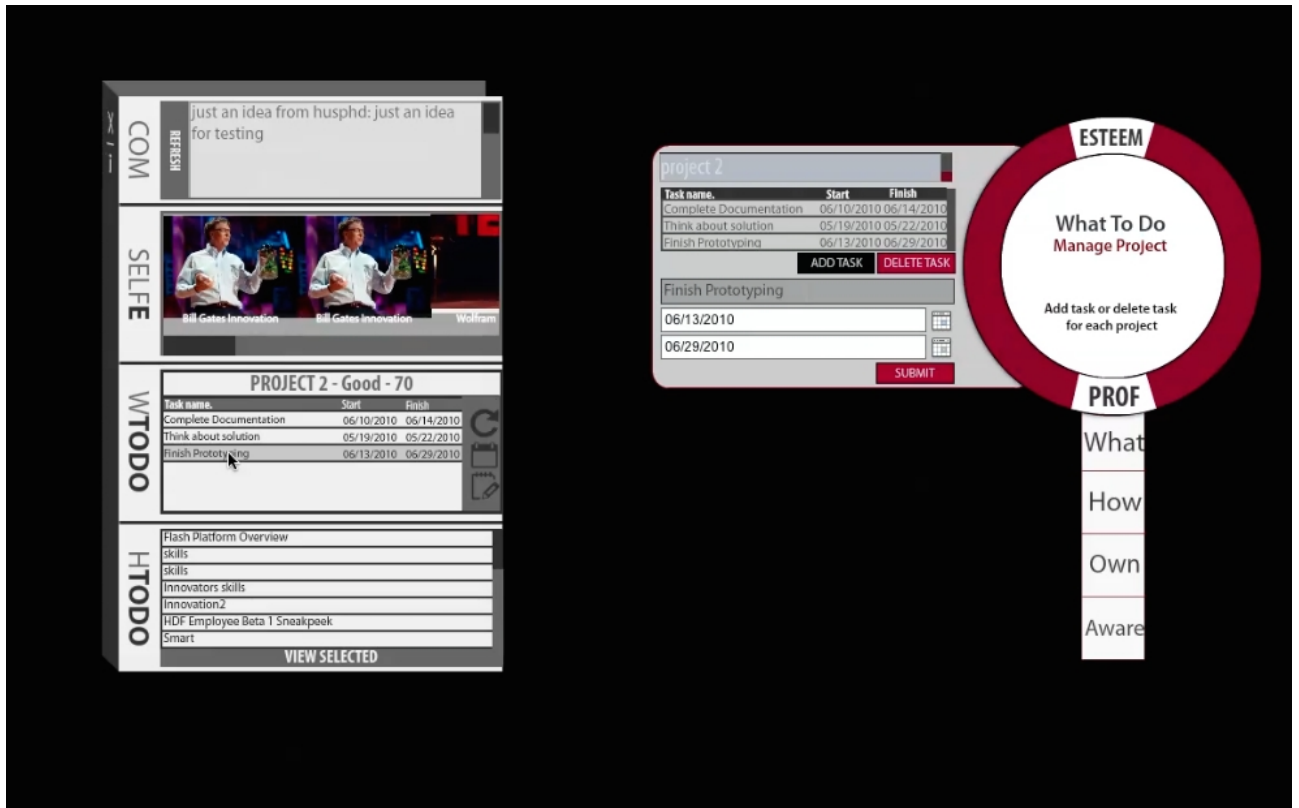 X / i
COM
REFRESH
just an idea from husphd: just an idea
for testing
SELFE
Bill Gates Innovation
Bill Gates Innovation
Wolfram
WTODO
PROJECT 2 - Good - 70
Task name. Start Finish
Complete Documentation 06/10/2010 06/14/2010
Think about solution 05/19/2010 05/22/2010
Finish Prototyping 06/13/2010 06/29/2010
HTODO
Flash Platform Overview
skills
skills
Innovators skills
Innovation2
HDF Employee Beta 1 Sneakpeek
Smart
VIEW SELECTED
project 2
Task name. Start Finish
Complete Documentation 06/10/2010 06/14/2010
Think about solution 05/19/2010 05/22/2010
Finish Prototyping 06/13/2010 06/29/2010
ADD TASK DELETE TASK
Finish Prototyping
06/13/2010
06/29/2010
SUBMIT
ESTEEM
What To Do
Manage Project
Add task or delete task
for each project
PROF
What
How
Own
Aware